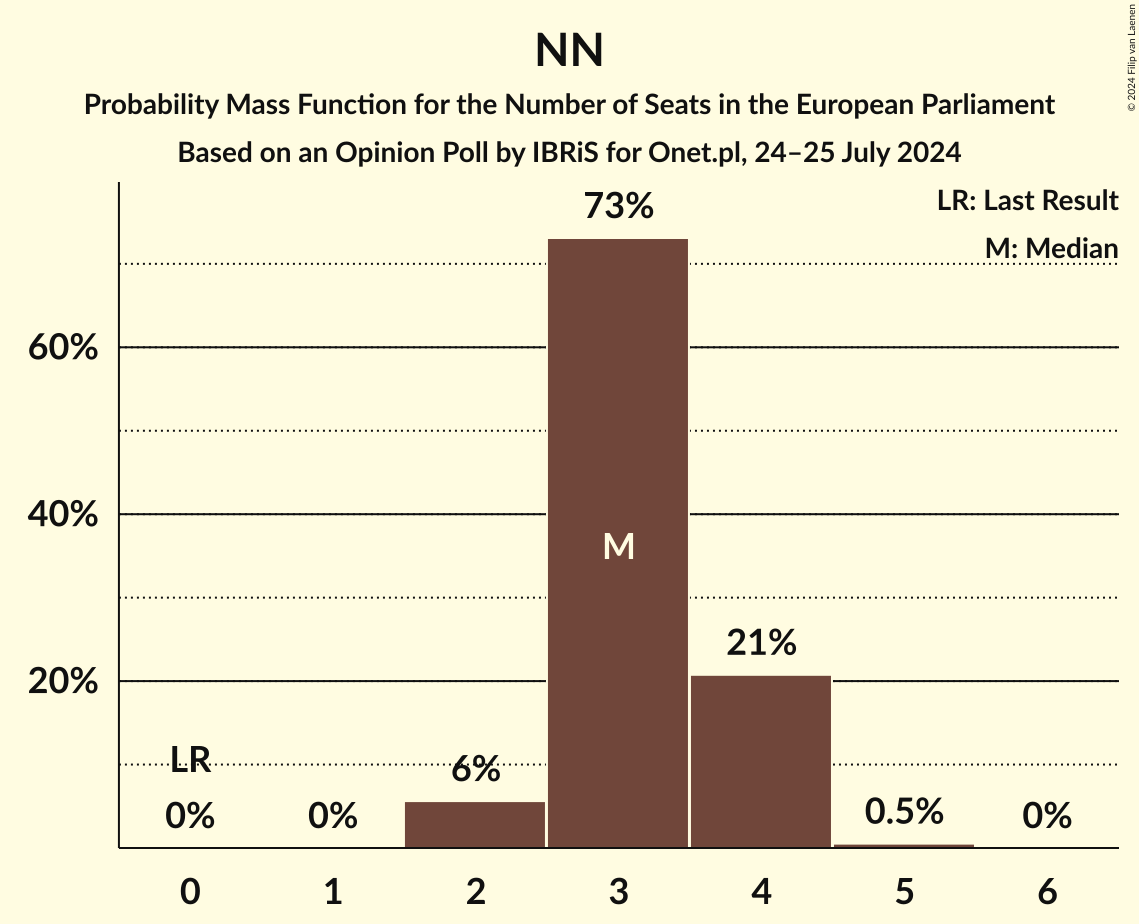 NN
Probability Mass Function for the Number of Seats in the European Parliament
Based on an Opinion Poll by IBRiS for Onet.pl, 24–25 July 2024
© 2024 Filip van Laenen
LR: Last Result
M: Median
73%
60%
40%
M
21%
20%
LR
6%
0%
0%
0.5%
0%
0
1
2
3
4
5
6